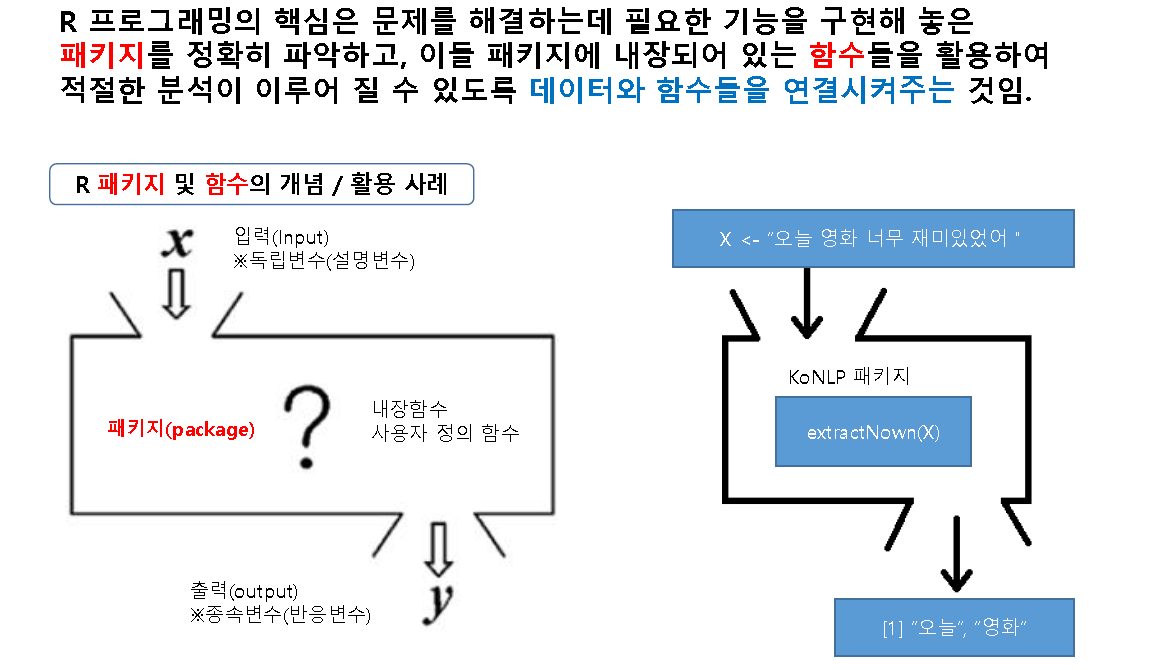 R 프로그래밍의 핵심은 문제를 해결하는데 필요한 기능을 구현해 놓은
패키지를 정확히 파악하고, 이들 패키지에 내장되어 있는 함수들을 활용하여
적절한 분석이 이루어 질 수 있도록 데이터와 함수들을 연결시켜주는 것임.
R 패키지 및 함수의 개념 / 활용 사례
x
입력(Input)
※독립변수(설명변수)
패키지(package)
?
내장함수
사용자 정의 함수
출력(output)
※종속변수(반응변수)
y
X <- “오늘 영화 너무 재미있었어 "
KoNLP 패키지
extractNown(X)
[1] “오늘”, “영화”